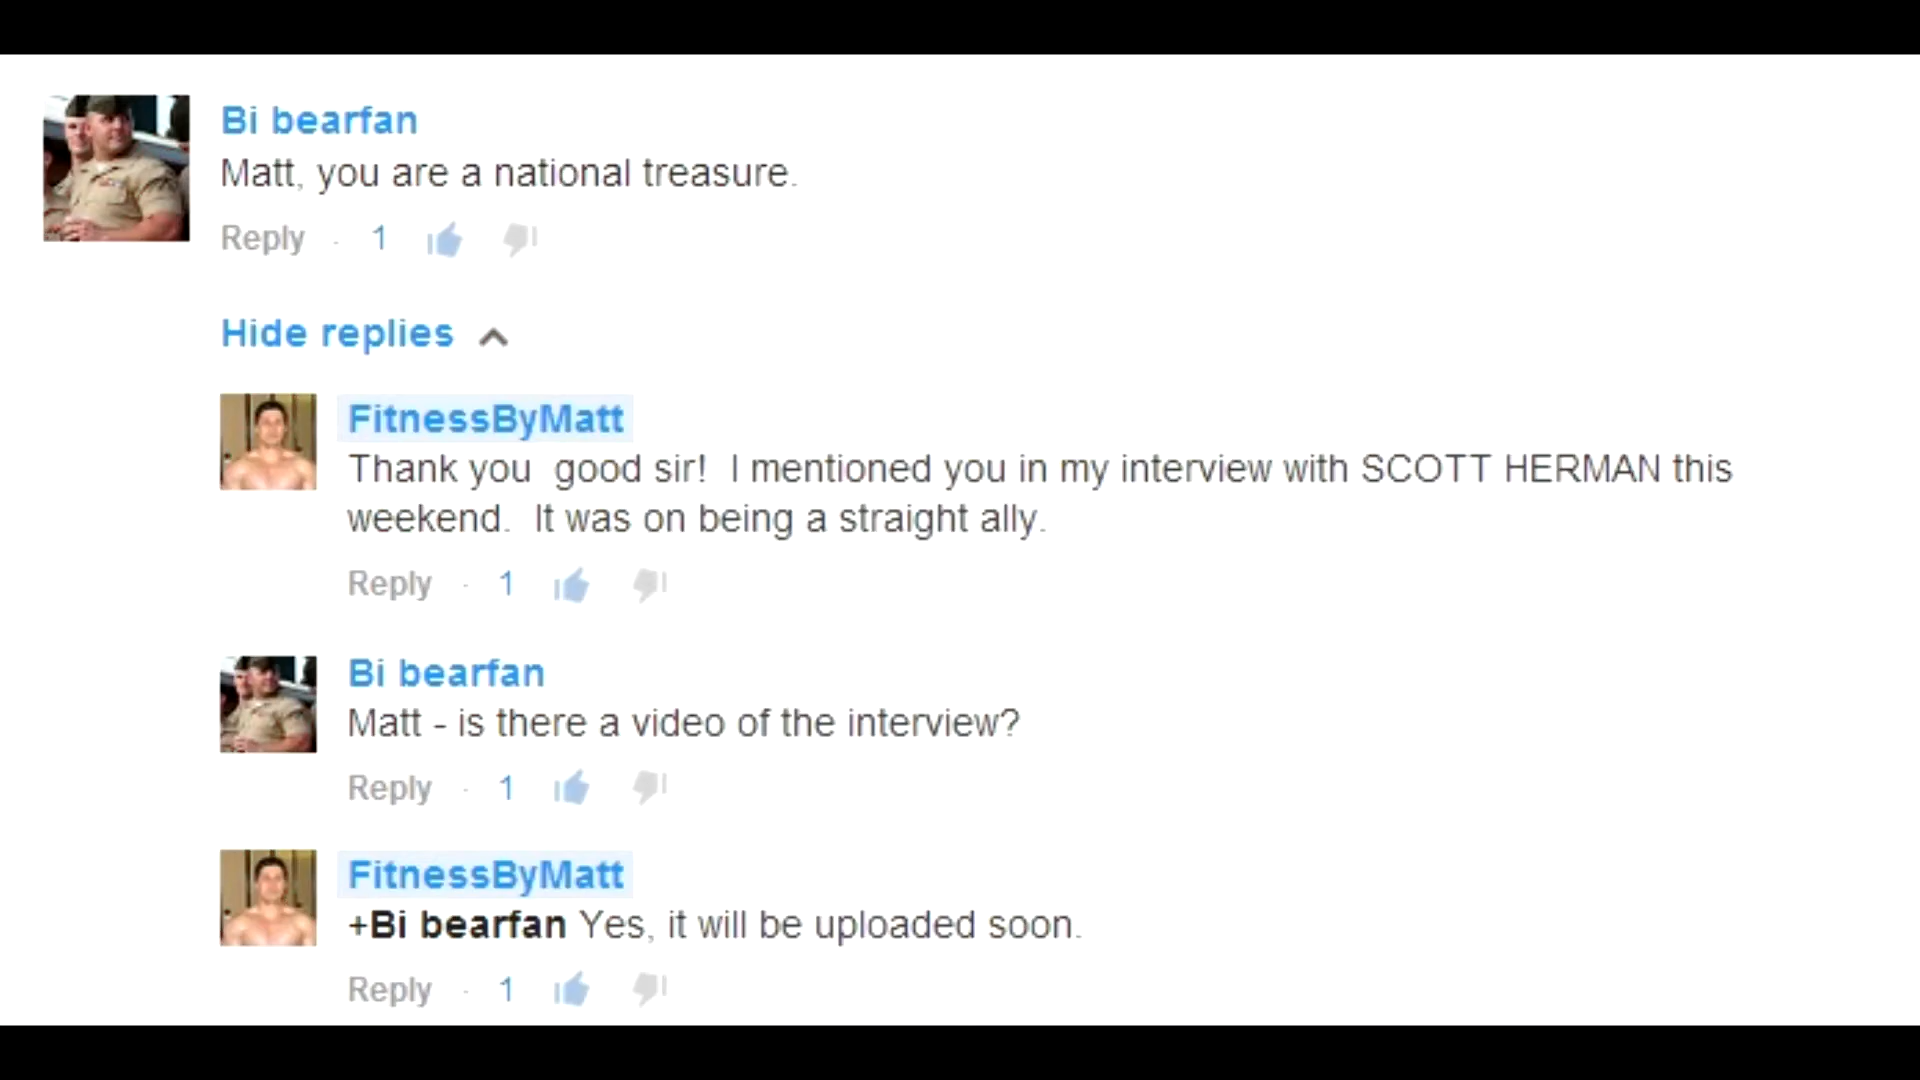 Bi bearfan
Matt, you are a national treasure.
Reply · 1
Hide replies
FitnessByMatt
Thank you  good sir!  I mentioned you in my interview with SCOTT HERMAN this
weekend.  It was on being a straight ally.
Reply · 1
Bi bearfan
Matt - is there a video of the interview?
Reply · 1
FitnessByMatt
+Bi bearfan Yes, it will be uploaded soon.
Reply · 1